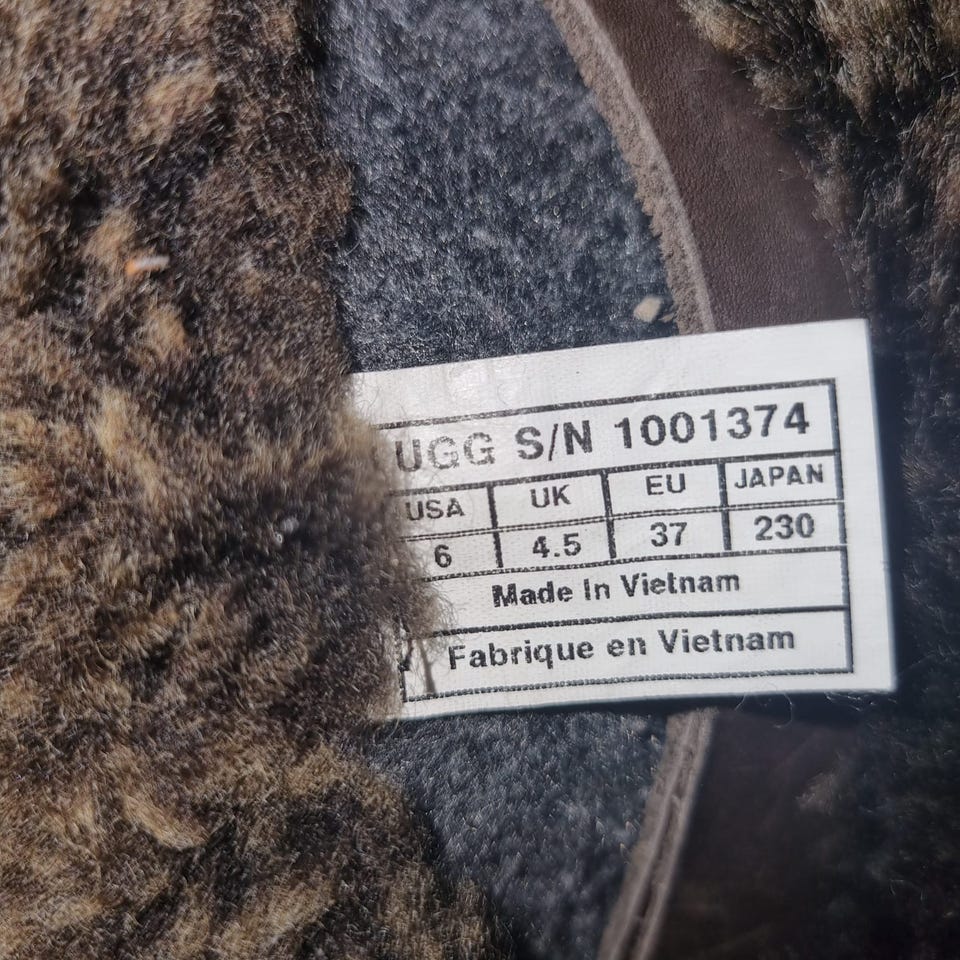 UGG S/N 1001374
USA UK EU JAPAN
6 4.5 37 230
Made In Vietnam
Fabrique en Vietnam